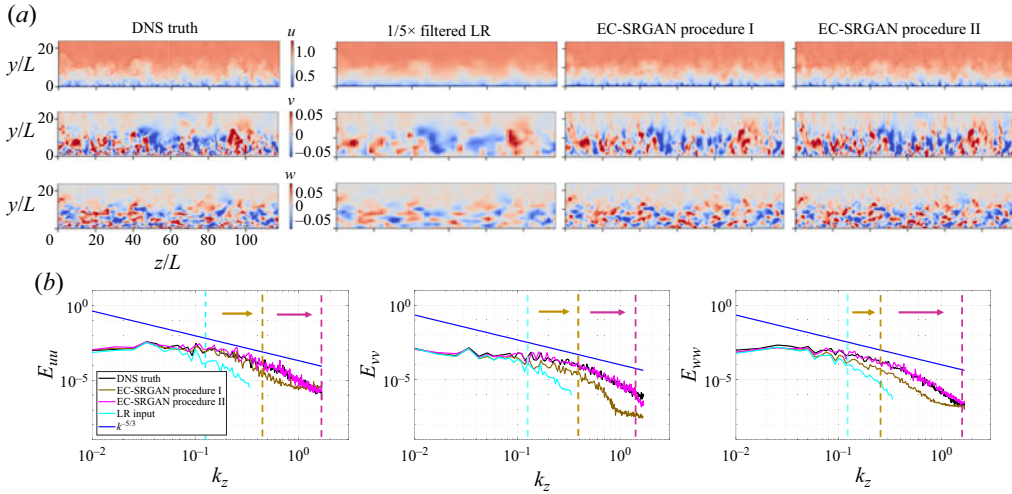 (a)
DNS truth
u
1/5× filtered LR
EC-SRGAN procedure I
EC-SRGAN procedure II
y/L
20
0
1.0
0.5
y/L
20
0
v
0.05
0
−0.05
y/L
20
0
w
0.05
0
−0.05
0 20 40 60 80 100
z/L
(b)
E_uu
10^0
10^−5
DNS truth
EC-SRGAN procedure I
EC-SRGAN procedure II
LR input
k^−5/3
10^−2 10^−1 10^0
k_z
E_vv
10^0
10^−5
10^−2 10^−1 10^0
k_z
E_ww
10^0
10^−5
10^−2 10^−1 10^0
k_z